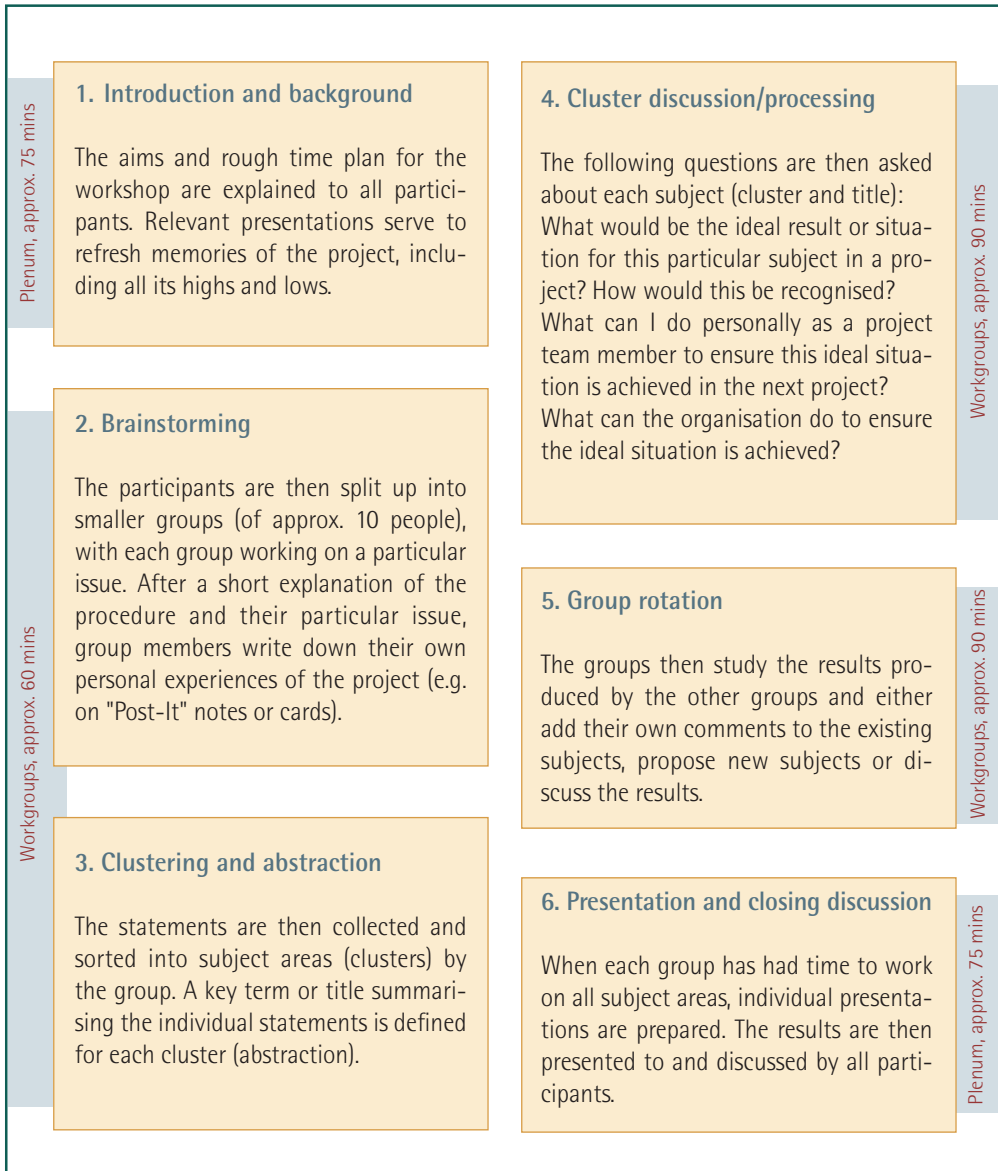 Plenum, approx. 75 mins
1. Introduction and background
The aims and rough time plan for the
workshop are explained to all partici-
pants. Relevant presentations serve to
refresh memories of the project, inclu-
ding all its highs and lows.
Workgroups, approx. 60 mins
2. Brainstorming
The participants are then split up into
smaller groups (of approx. 10 people),
with each group working on a particular
issue. After a short explanation of the
procedure and their particular issue,
group members write down their own
personal experiences of the project (e.g.
on "Post-It" notes or cards).
3. Clustering and abstraction
The statements are then collected and
sorted into subject areas (clusters) by
the group. A key term or title summari-
sing the individual statements is defined
for each cluster (abstraction).
4. Cluster discussion/processing
The following questions are then asked
about each subject (cluster and title):
What would be the ideal result or situa-
tion for this particular subject in a pro-
ject? How would this be recognised?
What can I do personally as a project
team member to ensure this ideal situa-
tion is achieved in the next project?
What can the organisation do to ensure
the ideal situation is achieved?
Workgroups, approx. 90 mins
5. Group rotation
The groups then study the results pro-
duced by the other groups and either
add their own comments to the existing
subjects, propose new subjects or di-
scuss the results.
Workgroups, approx. 90 mins
6. Presentation and closing discussion
When each group has had time to work
on all subject areas, individual presenta-
tions are prepared. The results are then
presented to and discussed by all parti-
cipants.
Plenum, approx. 75 mins